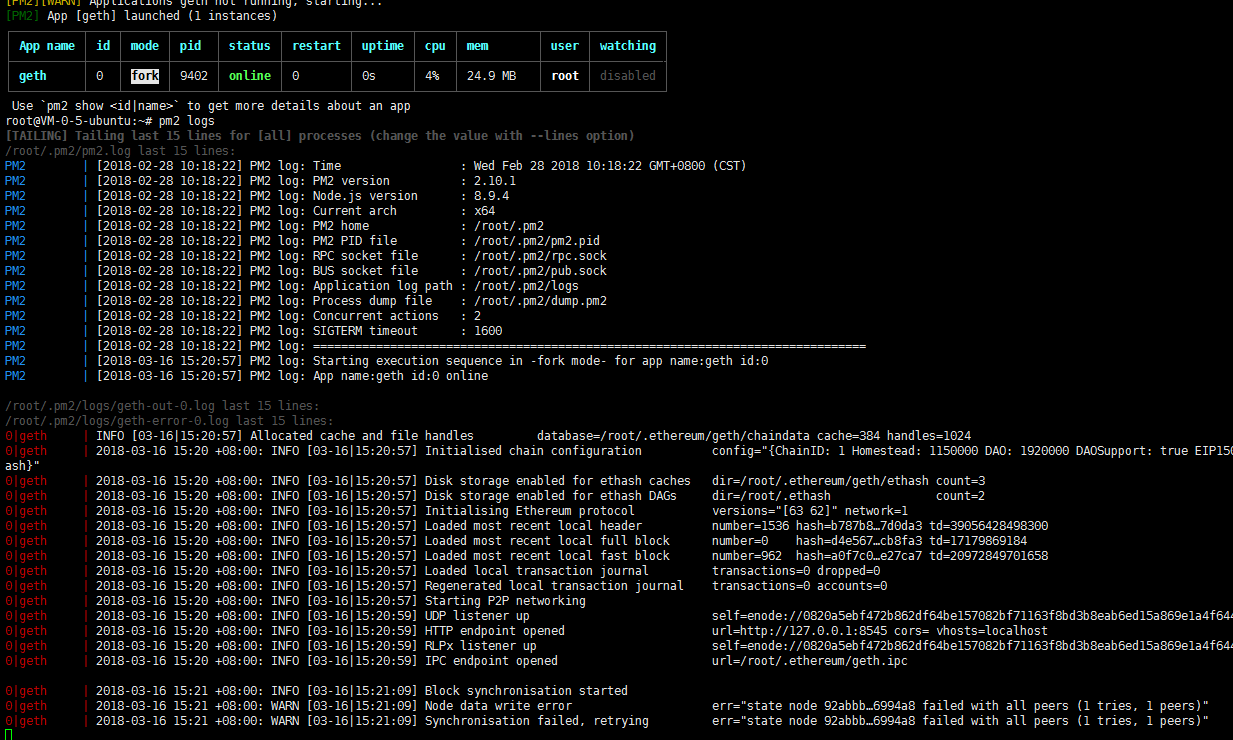 [PM2][WARN] Applications geth not running, starting...
[PM2] App [geth] launched (1 instances)
App name id mode pid status restart uptime cpu mem user watching
geth 0 fork 9402 online 0 0s 4% 24.9 MB root disabled
Use `pm2 show <id|name>` to get more details about an app
root@VM-0-5-ubuntu:~# pm2 logs
[TAILING] Tailing last 15 lines for [all] processes (change the value with --lines option)
/root/.pm2/pm2.log last 15 lines:
PM2 | [2018-02-28 10:18:22] PM2 log: Time : Wed Feb 28 2018 10:18:22 GMT+0800 (CST)
PM2 | [2018-02-28 10:18:22] PM2 log: PM2 version : 2.10.1
PM2 | [2018-02-28 10:18:22] PM2 log: Node.js version : 8.9.4
PM2 | [2018-02-28 10:18:22] PM2 log: Current arch : x64
PM2 | [2018-02-28 10:18:22] PM2 log: PM2 home : /root/.pm2
PM2 | [2018-02-28 10:18:22] PM2 log: PM2 PID file : /root/.pm2/pm2.pid
PM2 | [2018-02-28 10:18:22] PM2 log: RPC socket file : /root/.pm2/rpc.sock
PM2 | [2018-02-28 10:18:22] PM2 log: BUS socket file : /root/.pm2/pub.sock
PM2 | [2018-02-28 10:18:22] PM2 log: Application log path : /root/.pm2/logs
PM2 | [2018-02-28 10:18:22] PM2 log: Process dump file : /root/.pm2/dump.pm2
PM2 | [2018-02-28 10:18:22] PM2 log: Concurrent actions : 2
PM2 | [2018-02-28 10:18:22] PM2 log: SIGTERM timeout : 1600
PM2 | [2018-02-28 10:18:22] PM2 log: ===============================================================================
PM2 | [2018-03-16 15:20:57] PM2 log: Starting execution sequence in -fork mode- for app name:geth id:0
PM2 | [2018-03-16 15:20:57] PM2 log: App name:geth id:0 online
/root/.pm2/logs/geth-out-0.log last 15 lines:
/root/.pm2/logs/geth-error-0.log last 15 lines:
0|geth | INFO [03-16|15:20:57] Allocated cache and file handles database=/root/.ethereum/geth/chaindata cache=384 handles=1024
0|geth | 2018-03-16 15:20 +08:00: INFO [03-16|15:20:57] Initialised chain configuration config="{ChainID: 1 Homestead: 1150000 DAO: 1920000 DAOSupport: true EIP150
ash}"
0|geth | 2018-03-16 15:20 +08:00: INFO [03-16|15:20:57] Disk storage enabled for ethash caches dir=/root/.ethereum/geth/ethash count=3
0|geth | 2018-03-16 15:20 +08:00: INFO [03-16|15:20:57] Disk storage enabled for ethash DAGs dir=/root/.ethash count=2
0|geth | 2018-03-16 15:20 +08:00: INFO [03-16|15:20:57] Initialising Ethereum protocol versions="[63 62]" network=1
0|geth | 2018-03-16 15:20 +08:00: INFO [03-16|15:20:57] Loaded most recent local header number=1536 hash=b787b8…7d0da3 td=39056428498300
0|geth | 2018-03-16 15:20 +08:00: INFO [03-16|15:20:57] Loaded most recent local full block number=0 hash=d4e567…cb8fa3 td=17179869184
0|geth | 2018-03-16 15:20 +08:00: INFO [03-16|15:20:57] Loaded most recent local fast block number=962 hash=a0f7c0…e27ca7 td=20972849701658
0|geth | 2018-03-16 15:20 +08:00: INFO [03-16|15:20:57] Loaded local transaction journal transactions=0 dropped=0
0|geth | 2018-03-16 15:20 +08:00: INFO [03-16|15:20:57] Regenerated local transaction journal transactions=0 accounts=0
0|geth | 2018-03-16 15:20 +08:00: INFO [03-16|15:20:57] Starting P2P networking
0|geth | 2018-03-16 15:20 +08:00: INFO [03-16|15:20:59] UDP listener up self=enode://0820a5ebf472b862df64be157082bf71163f8bd3b8eab6ed15a869e1a4f644
0|geth | 2018-03-16 15:20 +08:00: INFO [03-16|15:20:59] HTTP endpoint opened url=http://127.0.0.1:8545 cors= vhosts=localhost
0|geth | 2018-03-16 15:20 +08:00: INFO [03-16|15:20:59] RLPx listener up self=enode://0820a5ebf472b862df64be157082bf71163f8bd3b8eab6ed15a869e1a4f644
0|geth | 2018-03-16 15:20 +08:00: INFO [03-16|15:20:59] IPC endpoint opened url=/root/.ethereum/geth.ipc
0|geth | 2018-03-16 15:21 +08:00: INFO [03-16|15:21:09] Block synchronisation started
0|geth | 2018-03-16 15:21 +08:00: WARN [03-16|15:21:09] Node data write error err="state node 92abbb…6994a8 failed with all peers (1 tries, 1 peers)"
0|geth | 2018-03-16 15:21 +08:00: WARN [03-16|15:21:09] Synchronisation failed, retrying err="state node 92abbb…6994a8 failed with all peers (1 tries, 1 peers)"